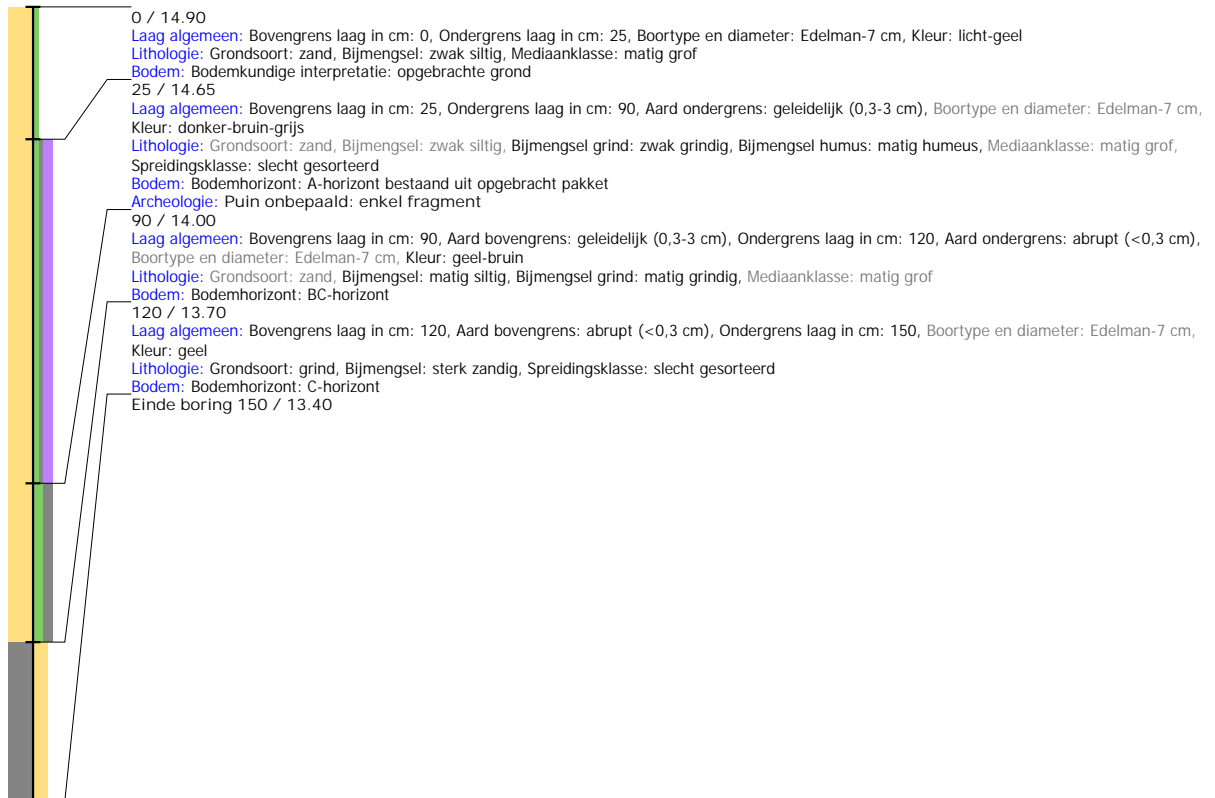 0 / 14.90
Laag algemeen: Bovengrens laag in cm: 0, Ondergrens laag in cm: 25, Boortype en diameter: Edelman-7 cm, Kleur: licht-geel
Lithologie: Grondsoort: zand, Bijmengsel: zwak siltig, Mediaanklasse: matig grof
Bodem: Bodemkundige interpretatie: opgebrachte grond
25 / 14.65
Laag algemeen: Bovengrens laag in cm: 25, Ondergrens laag in cm: 90, Aard ondergrens: geleidelijk (0,3-3 cm), Boortype en diameter: Edelman-7 cm,
Kleur: donker-bruin-grijs
Lithologie: Grondsoort: zand, Bijmengsel: zwak siltig, Bijmengsel grind: zwak grindig, Bijmengsel humus: matig humeus, Mediaanklasse: matig grof,
Spreidingsklasse: slecht gesorteerd
Bodem: Bodemhorizont: A-horizont bestaand uit opgebracht pakket
Archeologie: Puin onbepaald: enkel fragment
90 / 14.00
Laag algemeen: Bovengrens laag in cm: 90, Aard bovengrens: geleidelijk (0,3-3 cm), Ondergrens laag in cm: 120, Aard ondergrens: abrupt (<0,3 cm),
Boortype en diameter: Edelman-7 cm, Kleur: geel-bruin
Lithologie: Grondsoort: zand, Bijmengsel: matig siltig, Bijmengsel grind: matig grindig, Mediaanklasse: matig grof
Bodem: Bodemhorizont: BC-horizont
120 / 13.70
Laag algemeen: Bovengrens laag in cm: 120, Aard bovengrens: abrupt (<0,3 cm), Ondergrens laag in cm: 150, Boortype en diameter: Edelman-7 cm,
Kleur: geel
Lithologie: Grondsoort: grind, Bijmengsel: sterk zandig, Spreidingsklasse: slecht gesorteerd
Bodem: Bodemhorizont: C-horizont
Einde boring 150 / 13.40